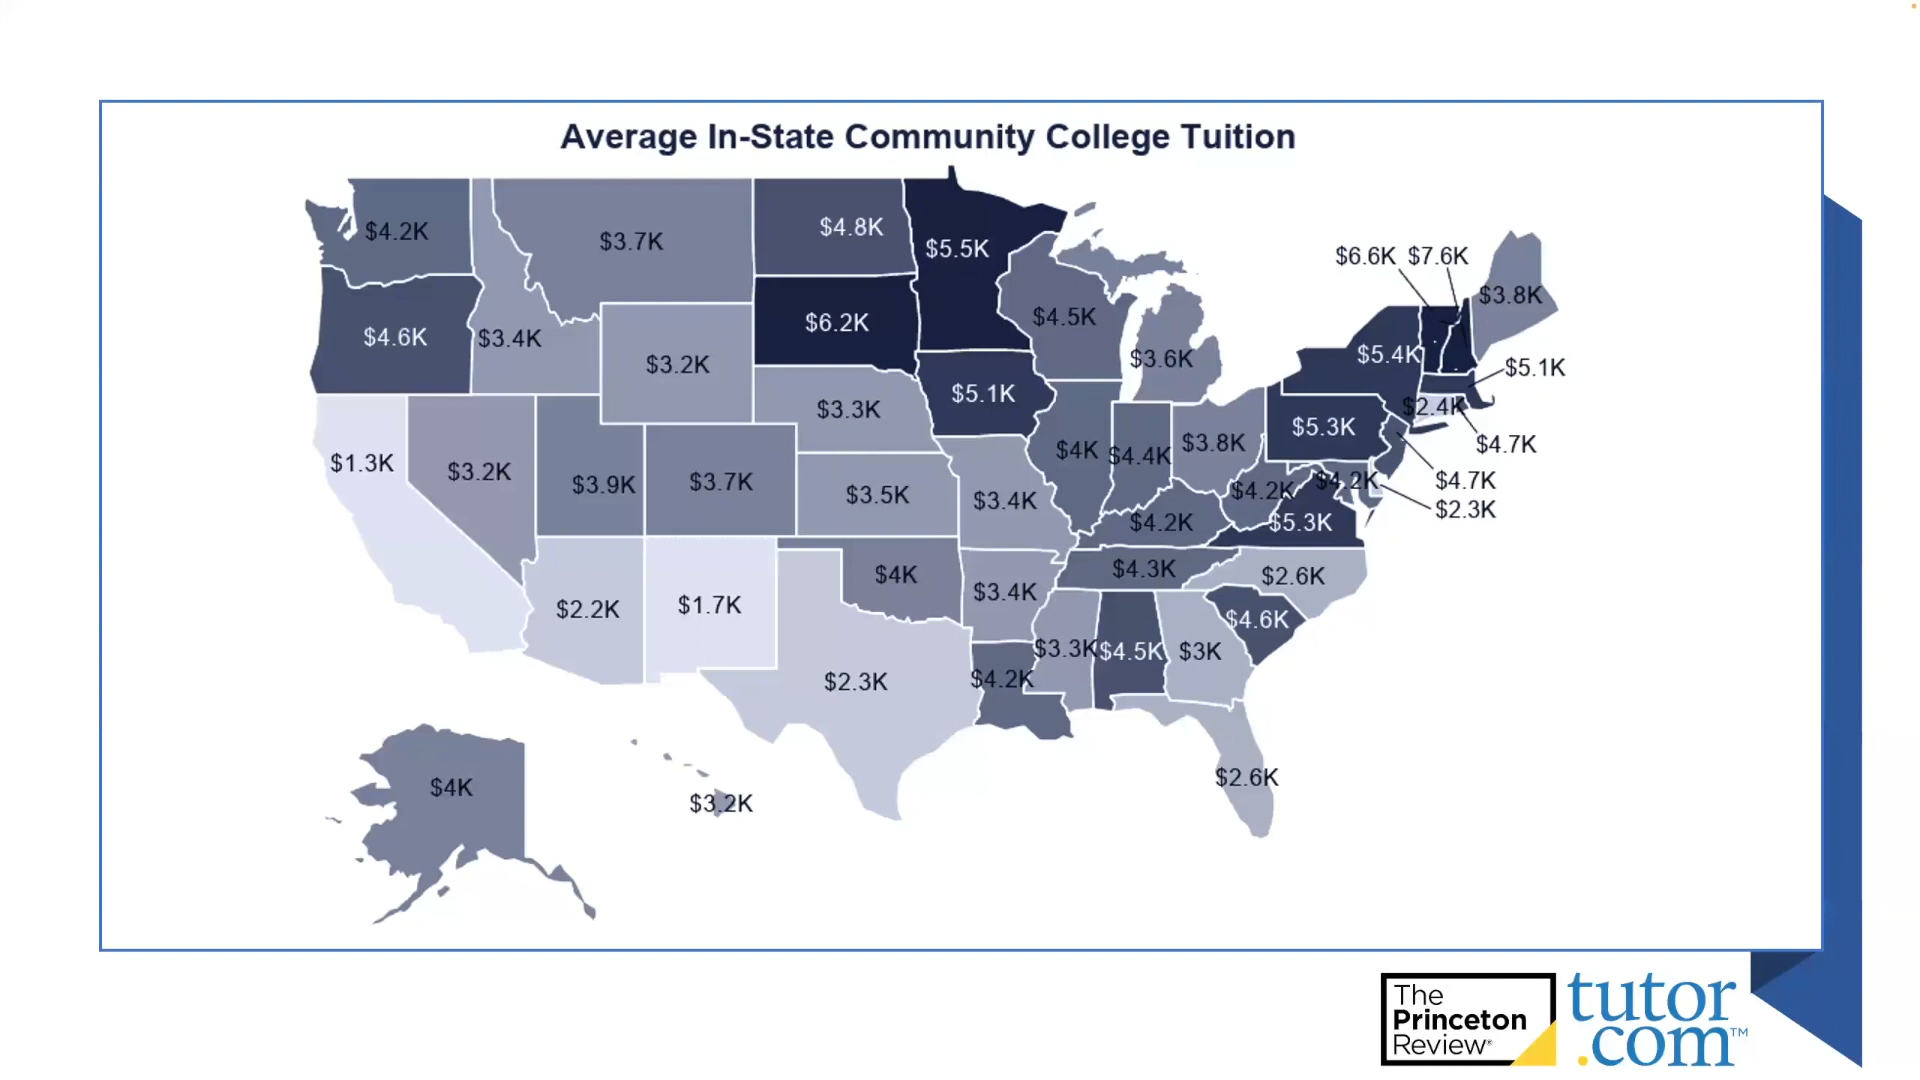 Average In-State Community College Tuition
$4.2K
$3.7K
$4.8K
$5.5K
$6.6K $7.6K
$3.8K
$4.6K
$3.4K
$3.2K
$6.2K
$4.5K
$3.6K
$5.4K
$5.1K
$3.3K
$5.1K
$5.3K
$2.4K
$4.7K
$1.3K
$3.2K
$3.9K
$3.7K
$3.5K
$3.4K
$4K
$4.4K
$3.8K
$4.2K
$4.2K
$4.7K
$2.3K
$4.2K
$5.3K
$2.2K
$1.7K
$4K
$3.4K
$4.3K
$2.6K
$2.3K
$4.2K
$3.3K
$4.5K
$3K
$4.6K
$4K
$3.2K
$2.6K
The
Princeton
Review®
tutor
.com™